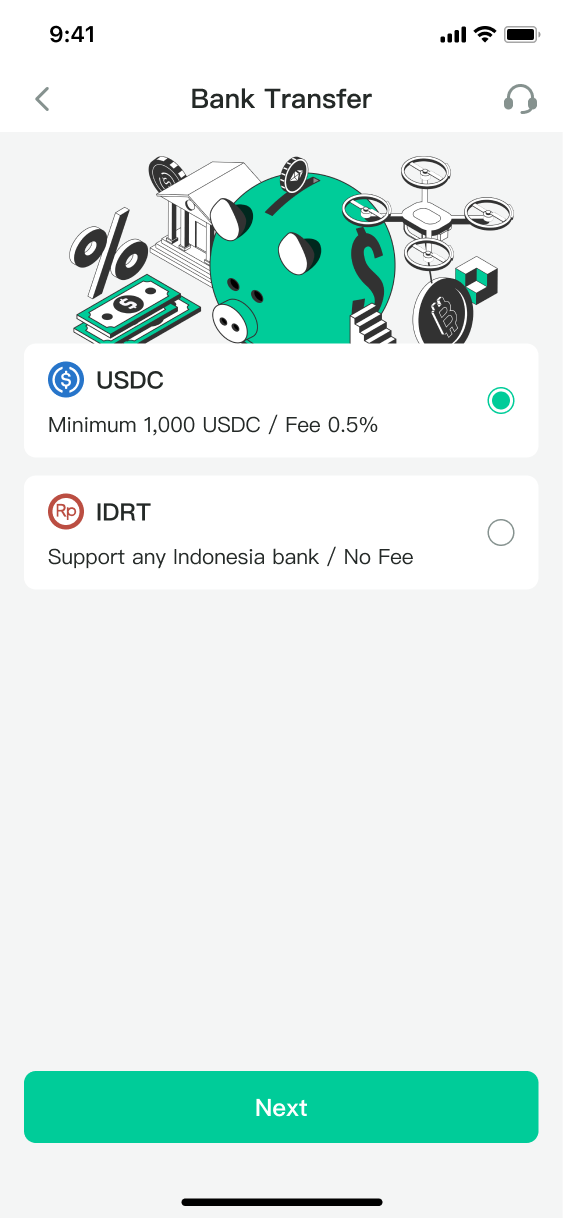 9:41
Bank Transfer
USDC
Minimum 1,000 USDC / Fee 0.5%
Rp
IDRT
Support any Indonesia bank / No Fee
Next